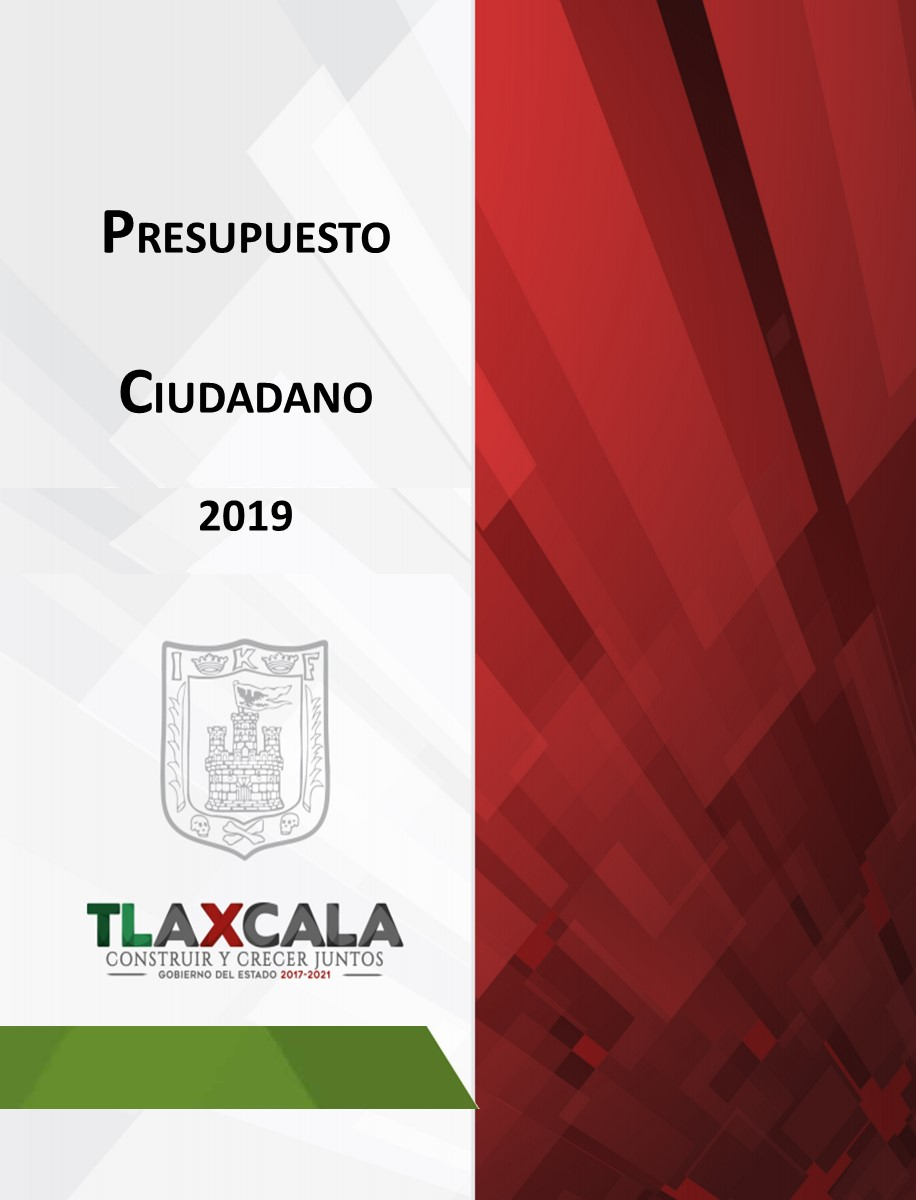 PRESUPUESTO
CIUDADANO
2019
I K F
TLAXCALA
CONSTRUIR Y CRECER JUNTOS
GOBIERNO DEL ESTADO 2017-2021